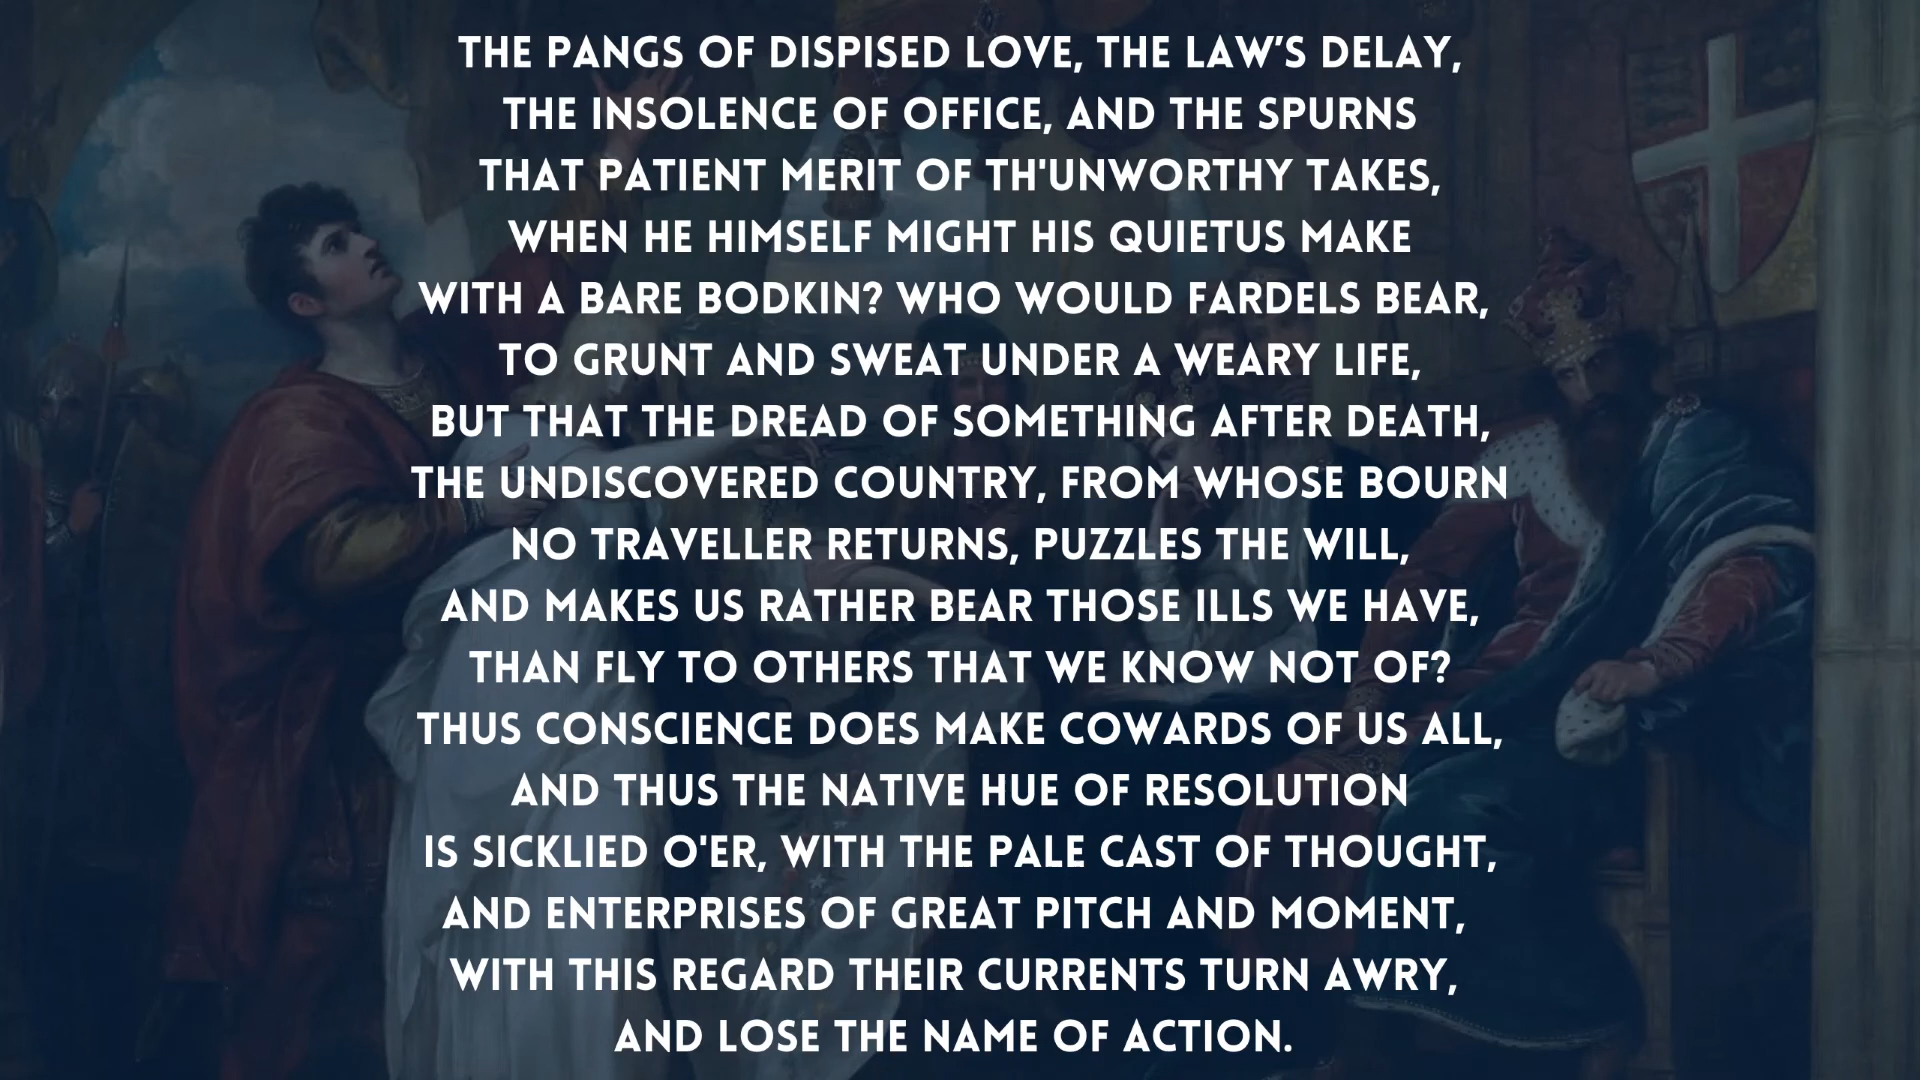 THE PANGS OF DISPISED LOVE, THE LAW’S DELAY,
THE INSOLENCE OF OFFICE, AND THE SPURNS
THAT PATIENT MERIT OF TH'UNWORTHY TAKES,
WHEN HE HIMSELF MIGHT HIS QUIETUS MAKE
WITH A BARE BODKIN? WHO WOULD FARDELS BEAR,
TO GRUNT AND SWEAT UNDER A WEARY LIFE,
BUT THAT THE DREAD OF SOMETHING AFTER DEATH,
THE UNDISCOVERED COUNTRY, FROM WHOSE BOURN
NO TRAVELLER RETURNS, PUZZLES THE WILL,
AND MAKES US RATHER BEAR THOSE ILLS WE HAVE,
THAN FLY TO OTHERS THAT WE KNOW NOT OF?
THUS CONSCIENCE DOES MAKE COWARDS OF US ALL,
AND THUS THE NATIVE HUE OF RESOLUTION
IS SICKLIED O'ER, WITH THE PALE CAST OF THOUGHT,
AND ENTERPRISES OF GREAT PITCH AND MOMENT,
WITH THIS REGARD THEIR CURRENTS TURN AWRY,
AND LOSE THE NAME OF ACTION.